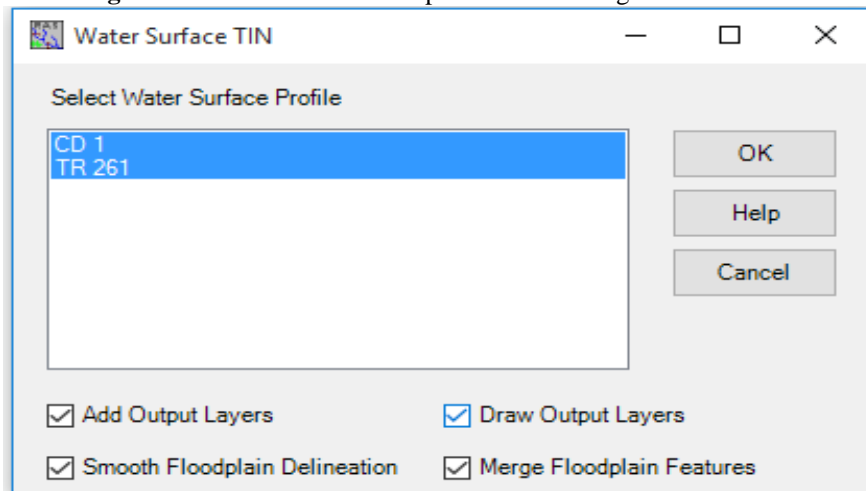 Water Surface TIN
Select Water Surface Profile
CD 1
TR 261
OK
Help
Cancel
Add Output Layers
Draw Output Layers
Smooth Floodplain Delineation
Merge Floodplain Features